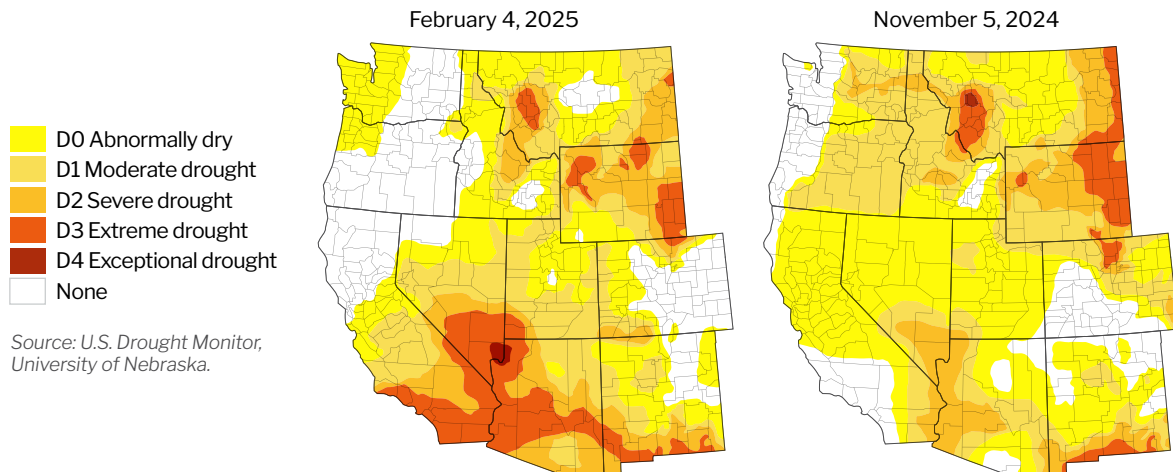 February 4, 2025
November 5, 2024
D0 Abnormally dry
D1 Moderate drought
D2 Severe drought
D3 Extreme drought
D4 Exceptional drought
None
Source: U.S. Drought Monitor,
University of Nebraska.